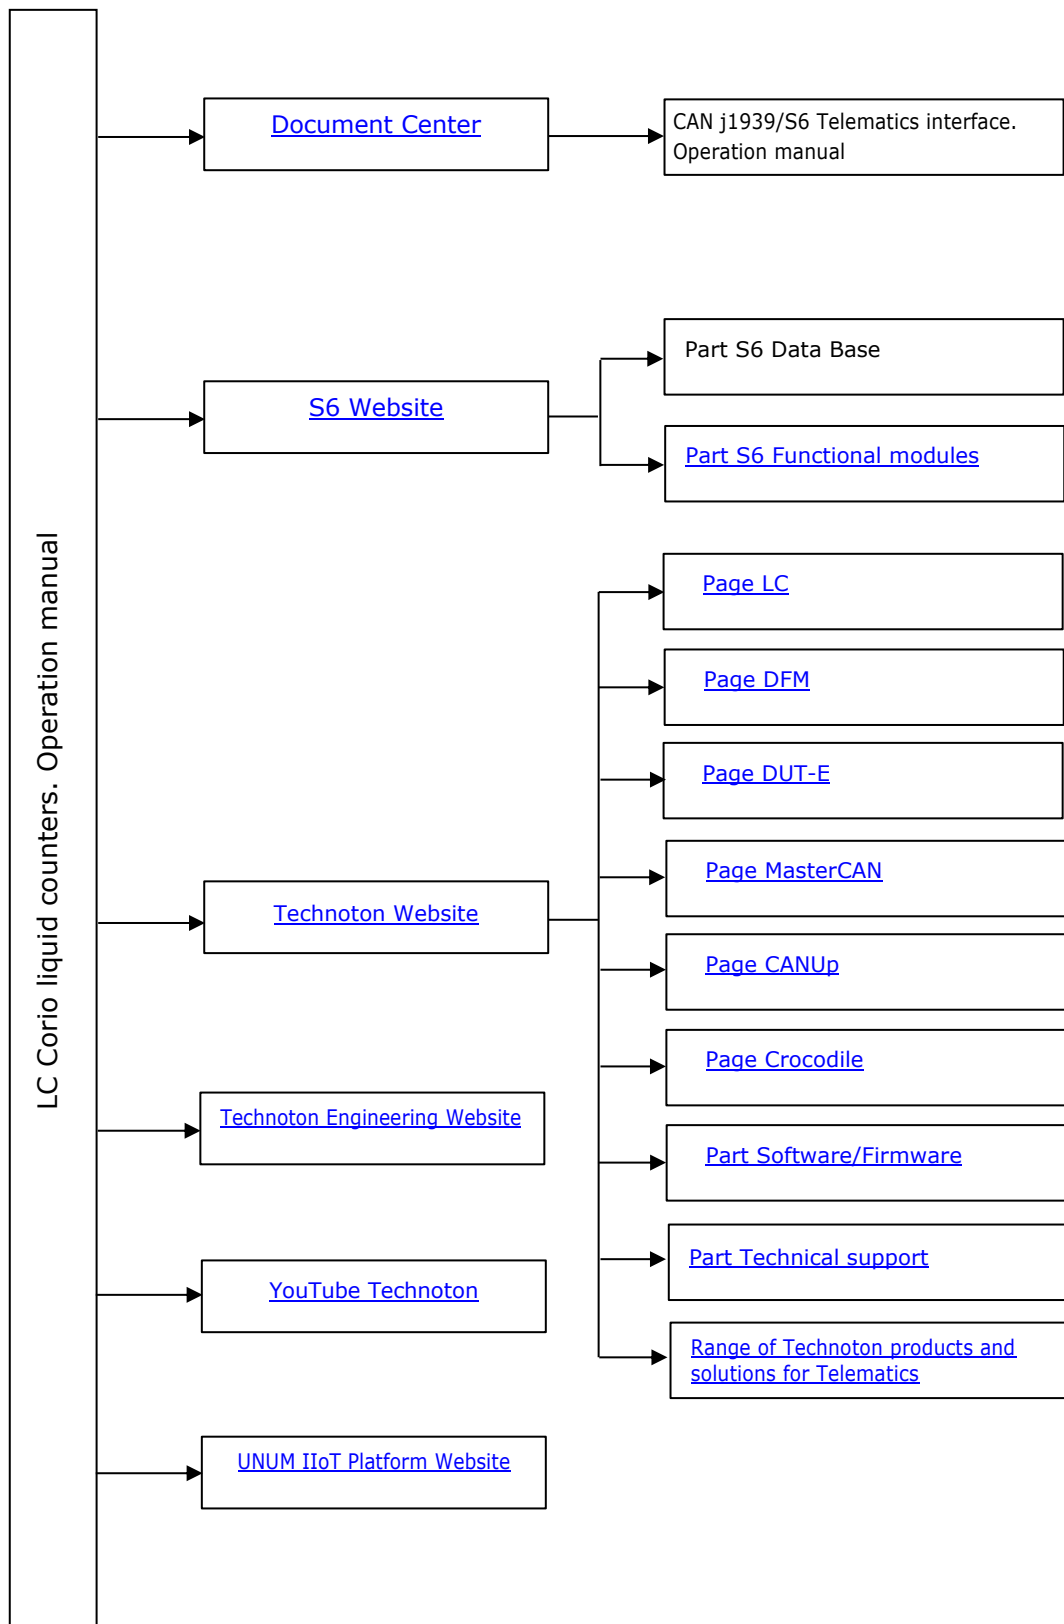 LC Corio liquid counters. Operation manual
Document Center
CAN j1939/S6 Telematics interface.
Operation manual
S6 Website
Part S6 Data Base
Part S6 Functional modules
Technoton Website
Page LC
Page DFM
Page DUT-E
Page MasterCAN
Page CANUp
Page Crocodile
Part Software/Firmware
Part Technical support
Range of Technoton products and
solutions for Telematics
Technoton Engineering Website
YouTube Technoton
UNUM IIoT Platform Website